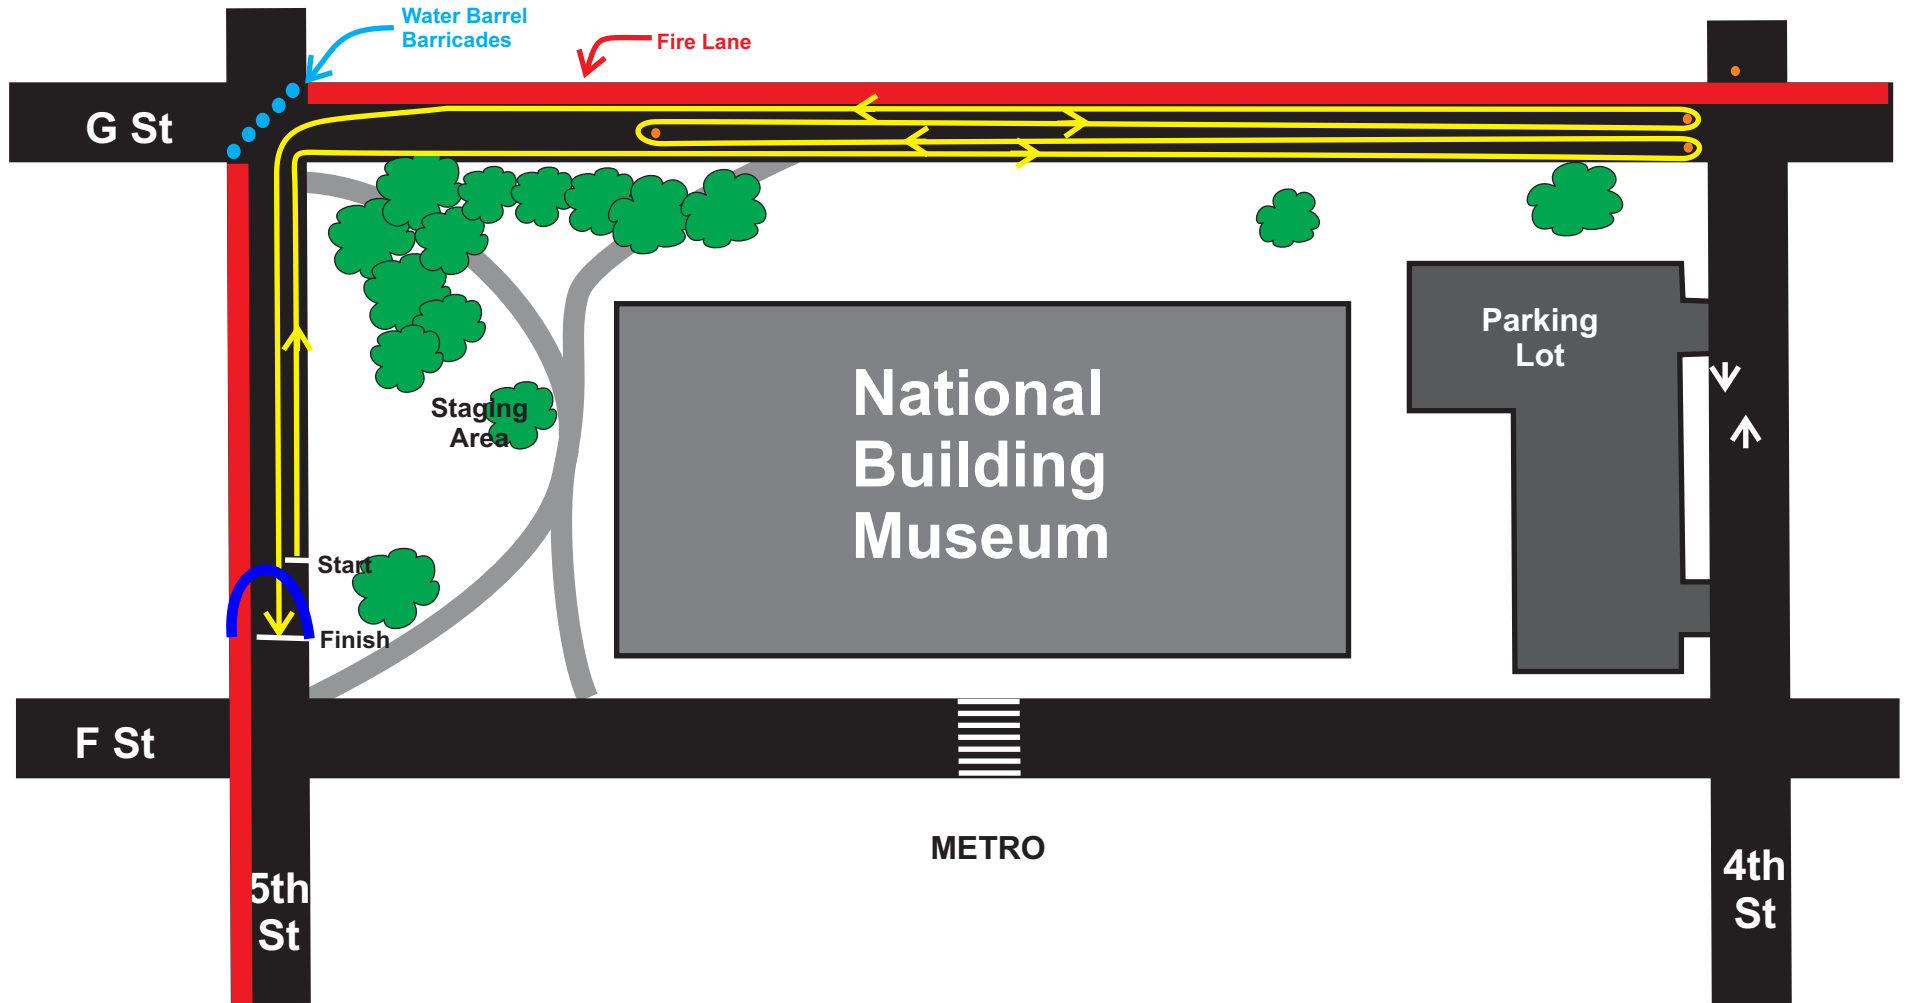 Water Barrel
Barricades
Fire Lane
G St
Parking
Lot
National
Building
Museum
Staging
Area
Start
Finish
F St
METRO
5th
St
4th
St